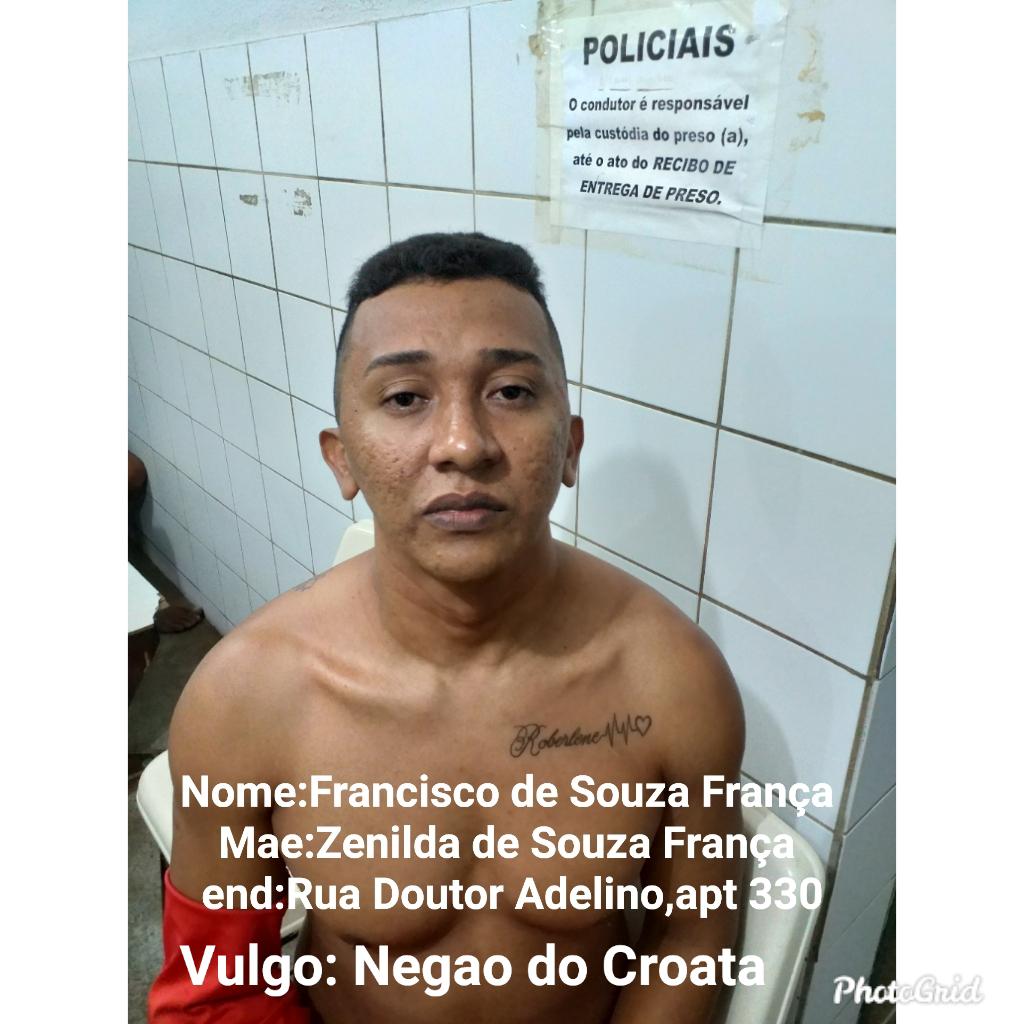 POLICIAIS
O condutor é responsável
pela custódia do preso (a),
até o ato do RECIBO DE
ENTREGA DE PRESO.
Roberlene
Nome:Francisco de Souza França
Mae:Zenilda de Souza França
end:Rua Doutor Adelino,apt 330
Vulgo: Negao do Croata
PhotoGrid